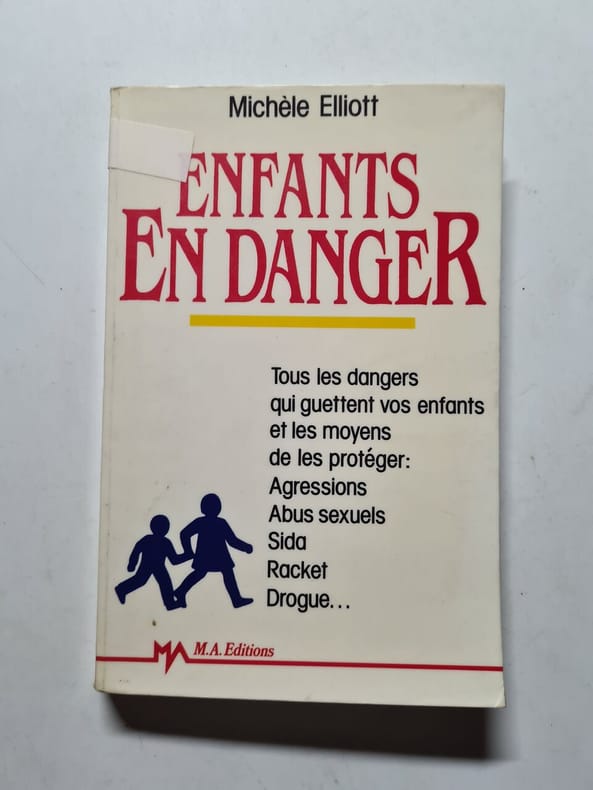 Michèle Elliott
ENFANTS
EN DANGER
Tous les dangers
qui guettent vos enfants
et les moyens
de les protéger:
Agressions
Abus sexuels
Sida
Racket
Drogue...
MA M.A. Editions